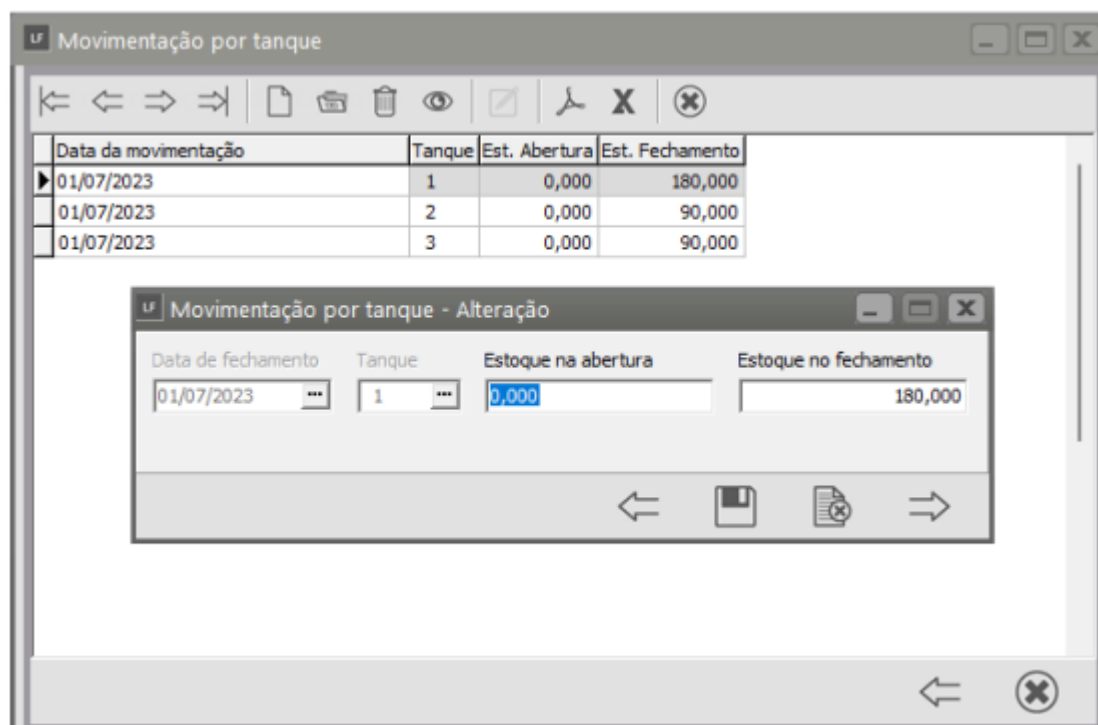 LF Movimentação por tanque
Data da movimentação Tanque Est. Abertura Est. Fechamento
01/07/2023 1 0,000 180,000
01/07/2023 2 0,000 90,000
01/07/2023 3 0,000 90,000
LF Movimentação por tanque - Alteração
Data de fechamento Tanque Estoque na abertura Estoque no fechamento
01/07/2023 ... 1 ... 0,000 180,000